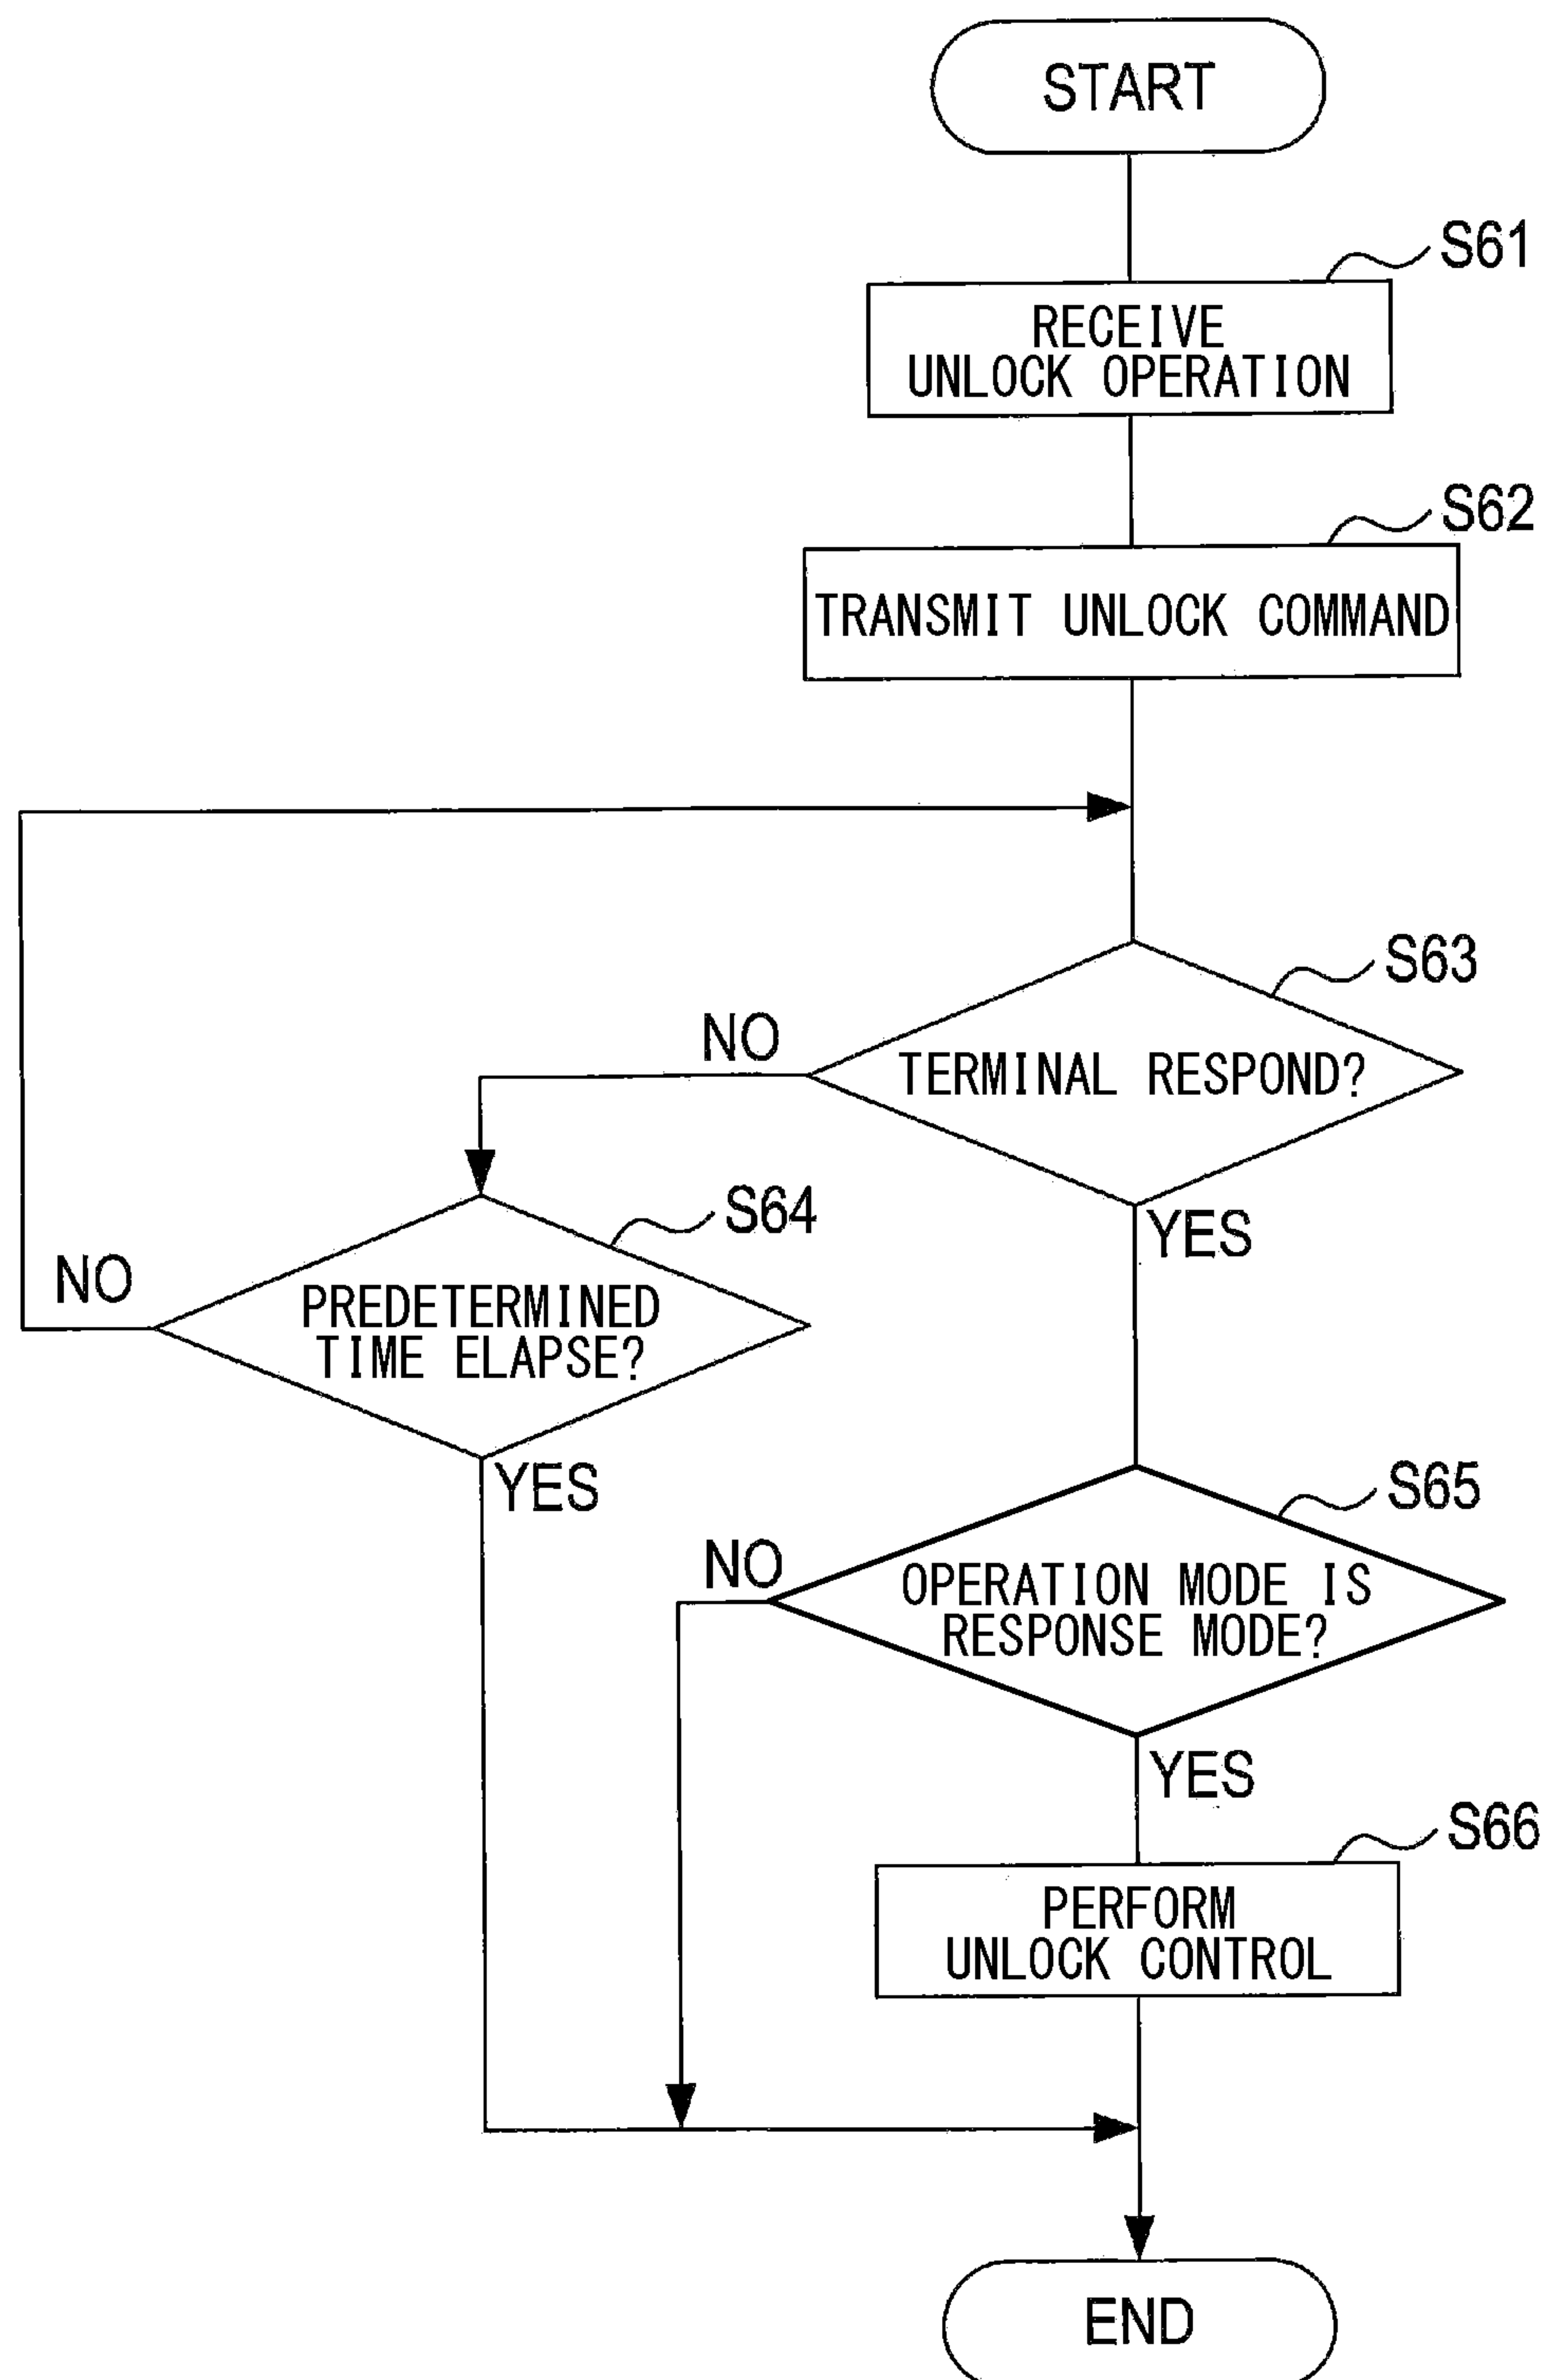 START
S61
RECEIVE
UNLOCK OPERATION
S62
TRANSMIT UNLOCK COMMAND
S63
NO
TERMINAL RESPOND?
YES
S64
NO
PREDETERMINED
TIME ELAPSE?
YES
S65
NO
OPERATION MODE IS
RESPONSE MODE?
YES
S66
PERFORM
UNLOCK CONTROL
END